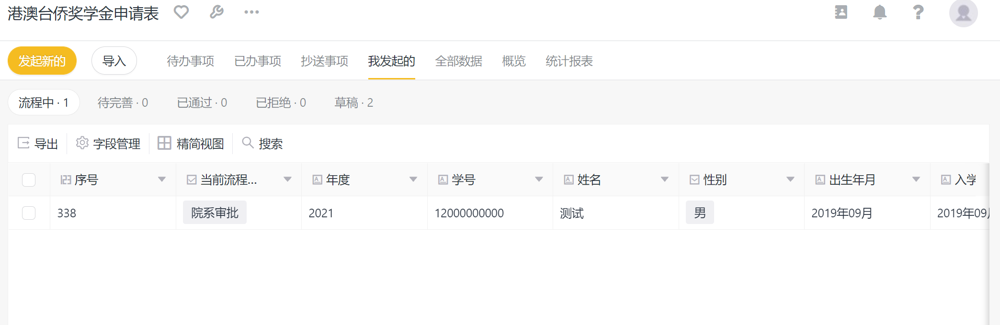 港澳台侨奖学金申请表
发起新的 导入 待办事项 已办事项 抄送事项 我发起的 全部数据 概览 统计报表
流程中 · 1 待完善 · 0 已通过 · 0 已拒绝 · 0 草稿 · 2
导出 字段管理 精简视图 搜索
序号 当前流程... 年度 学号 姓名 性别 出生年月 入学
338 院系审批 2021 12000000000 测试 男 2019年09月 2019年09月